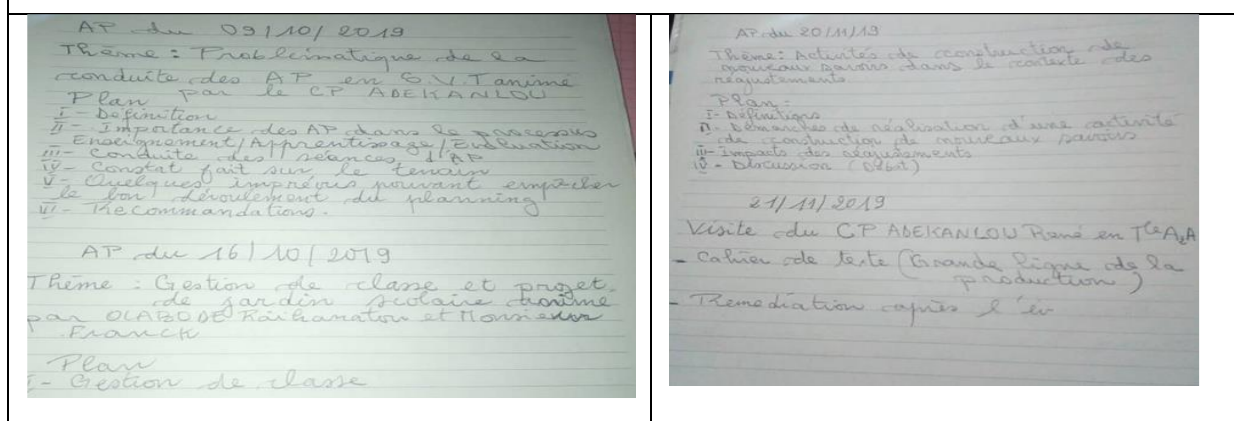 AP du 09/10/2019
Thème : Problématique de la
conduite des AP en S.V.T animé
par le CP ADEKANLOU
Plan
I - Définition
II - Importance des AP dans le processus
Enseignement/Apprentissage/Evaluation
III - Conduite des séances d'AP
IV - Constat fait sur le terrain
V - Quelques imprévus pouvant empêcher
le bon déroulement du planning
VI - Recommandations.
AP du 16/10/2019
Thème : Gestion de classe et projet
de jardin scolaire animé
par OLABODE Raihanatou et Monsieur
Franck
Plan
I - Gestion de classe
AP du 20/11/19
Thème : Activités de construction de
nouveaux savoirs dans le contexte des
réajustements.
Plan :
I - Définitions
II - Démarches de réalisation d'une activité
de construction de nouveaux savoirs
III - Impacts des réajustements
IV - Discussion (Débat)
21/11/2019
Visite du CP ADEKANLOU René en Tle A2A
- Cahier de texte (Grande ligne de la
production)
- Remediation après l'év